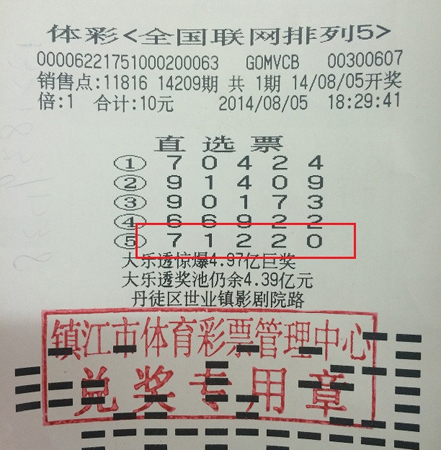 体彩<全国联网排列5>
000062217510002000​63 GOMVCB 00300607
销售点:11816 14209期 共 1期 14/08/05开奖
倍:1 合计:10元 2014/08/05 18:29:41
直选票
① 7 0 4 2 4
② 9 1 4 0 9
③ 9 0 1 7 3
④ 6 6 9 2 2
⑤ 7 1 2 2 0
大乐透惊爆4.97亿巨奖
大乐透奖池仍余4.39亿元
丹徒区世业镇影剧院路
镇江市体育彩票管理中心
兑奖专用章